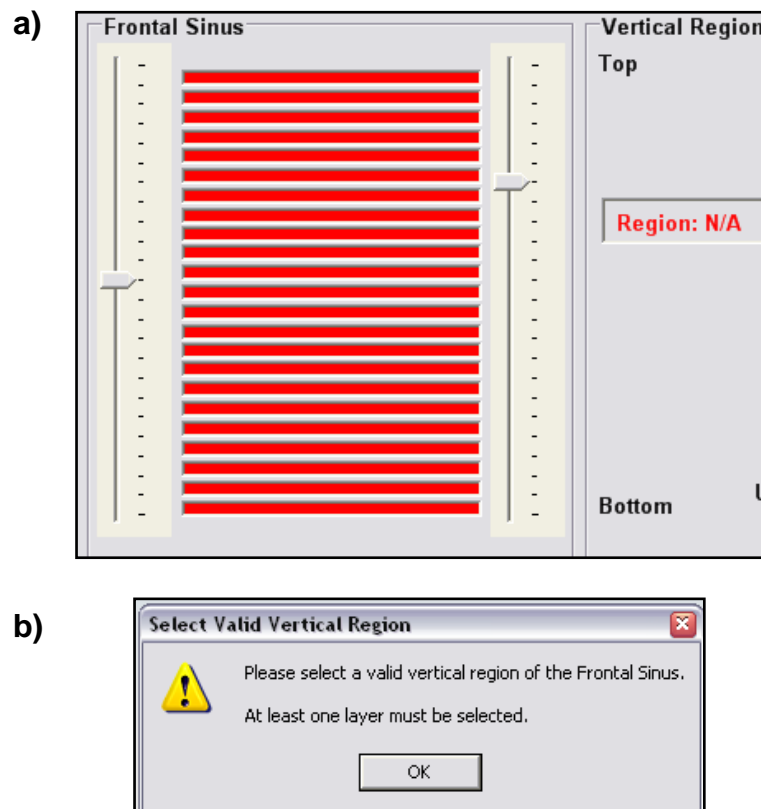 a)
Frontal Sinus
Vertical Region
Top
Region: N/A
Bottom
b)
Select Valid Vertical Region
Please select a valid vertical region of the Frontal Sinus.
At least one layer must be selected.
OK